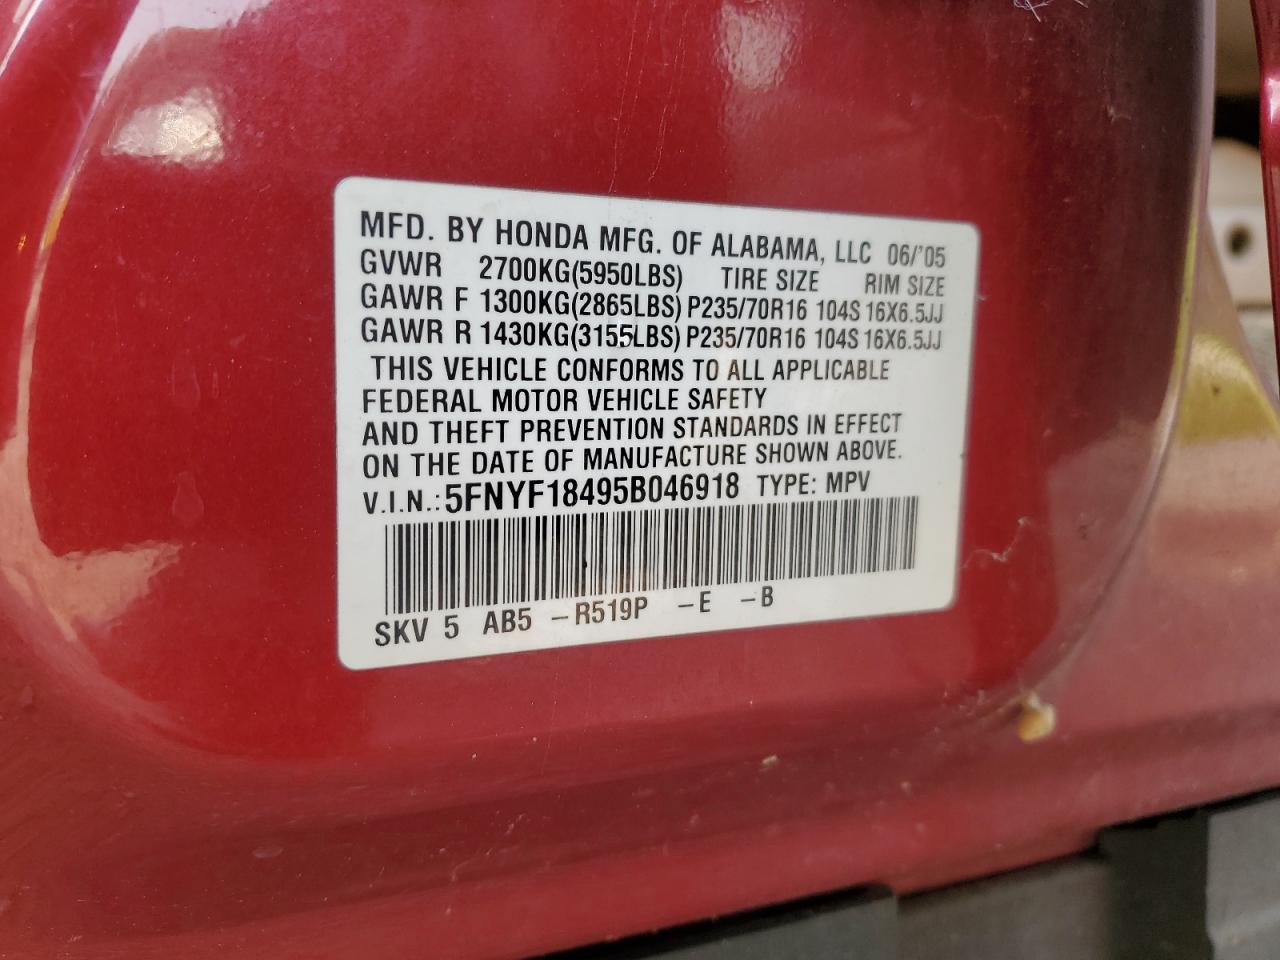 MFD. BY HONDA MFG. OF ALABAMA, LLC 06/'05
GVWR 2700KG(5950LBS) TIRE SIZE RIM SIZE
GAWR F 1300KG(2865LBS) P235/70R16 104S 16X6.5JJ
GAWR R 1430KG(3155LBS) P235/70R16 104S 16X6.5JJ
THIS VEHICLE CONFORMS TO ALL APPLICABLE
FEDERAL MOTOR VEHICLE SAFETY
AND THEFT PREVENTION STANDARDS IN EFFECT
ON THE DATE OF MANUFACTURE SHOWN ABOVE.
V.I.N.: 5FNYF18495B046918 TYPE: MPV
SKV 5 AB5 -R519P -E -B